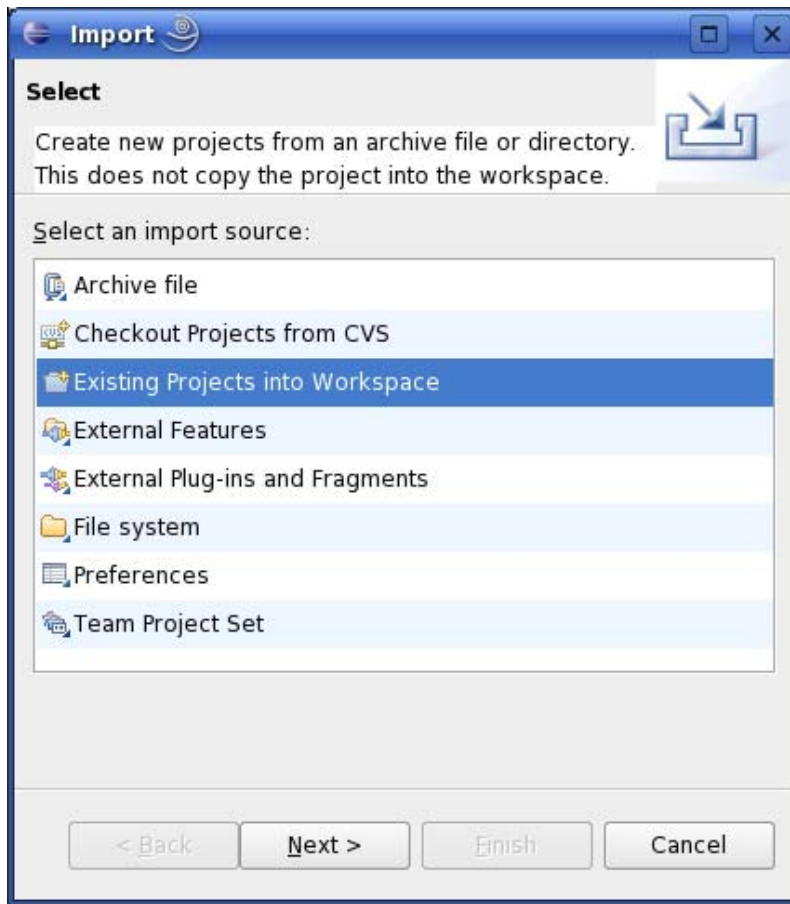 Import
Select
Create new projects from an archive file or directory.
This does not copy the project into the workspace.
Select an import source:
Archive file
Checkout Projects from CVS
Existing Projects into Workspace
External Features
External Plug-ins and Fragments
File system
Preferences
Team Project Set
< Back Next > Finish Cancel